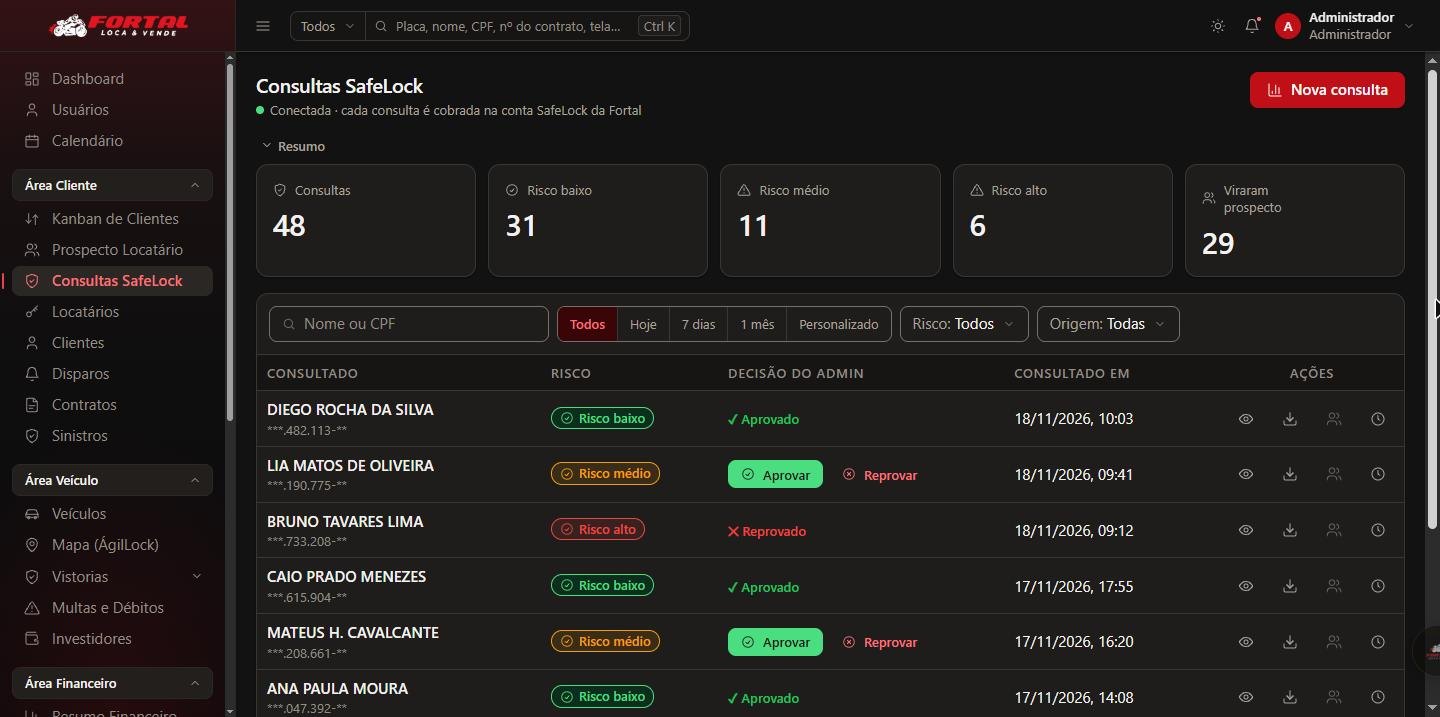 FORTAL
LOCA & VENDE
Todos
Placa, nome, CPF, nº do contrato, tela...
Ctrl K
A
Administrador
Administrador
Dashboard
Usuários
Calendário
Área Cliente
Kanban de Clientes
Prospecto Locatário
Consultas SafeLock
Locatários
Clientes
Disparos
Contratos
Sinistros
Área Veículo
Veículos
Mapa (ÁgilLock)
Vistorias
Multas e Débitos
Investidores
Área Financeiro
Resumo Financeiro
Consultas SafeLock
Conectada · cada consulta é cobrada na conta SafeLock da Fortal
Nova consulta
Resumo
Consultas
48
Risco baixo
31
Risco médio
11
Risco alto
6
Viraram
prospecto
29
Nome ou CPF
Todos
Hoje
7 dias
1 mês
Personalizado
Risco: Todos
Origem: Todas
CONSULTADO RISCO DECISÃO DO ADMIN CONSULTADO EM AÇÕES
DIEGO ROCHA DA SILVA
***.482.113-**
Risco baixo
✓ Aprovado
18/11/2026, 10:03
LIA MATOS DE OLIVEIRA
***.190.775-**
Risco médio
Aprovar
Reprovar
18/11/2026, 09:41
BRUNO TAVARES LIMA
***.733.208-**
Risco alto
✕ Reprovado
18/11/2026, 09:12
CAIO PRADO MENEZES
***.615.904-**
Risco baixo
✓ Aprovado
17/11/2026, 17:55
MATEUS H. CAVALCANTE
***.208.661-**
Risco médio
Aprovar
Reprovar
17/11/2026, 16:20
ANA PAULA MOURA
***.047.392-**
Risco baixo
✓ Aprovado
17/11/2026, 14:08